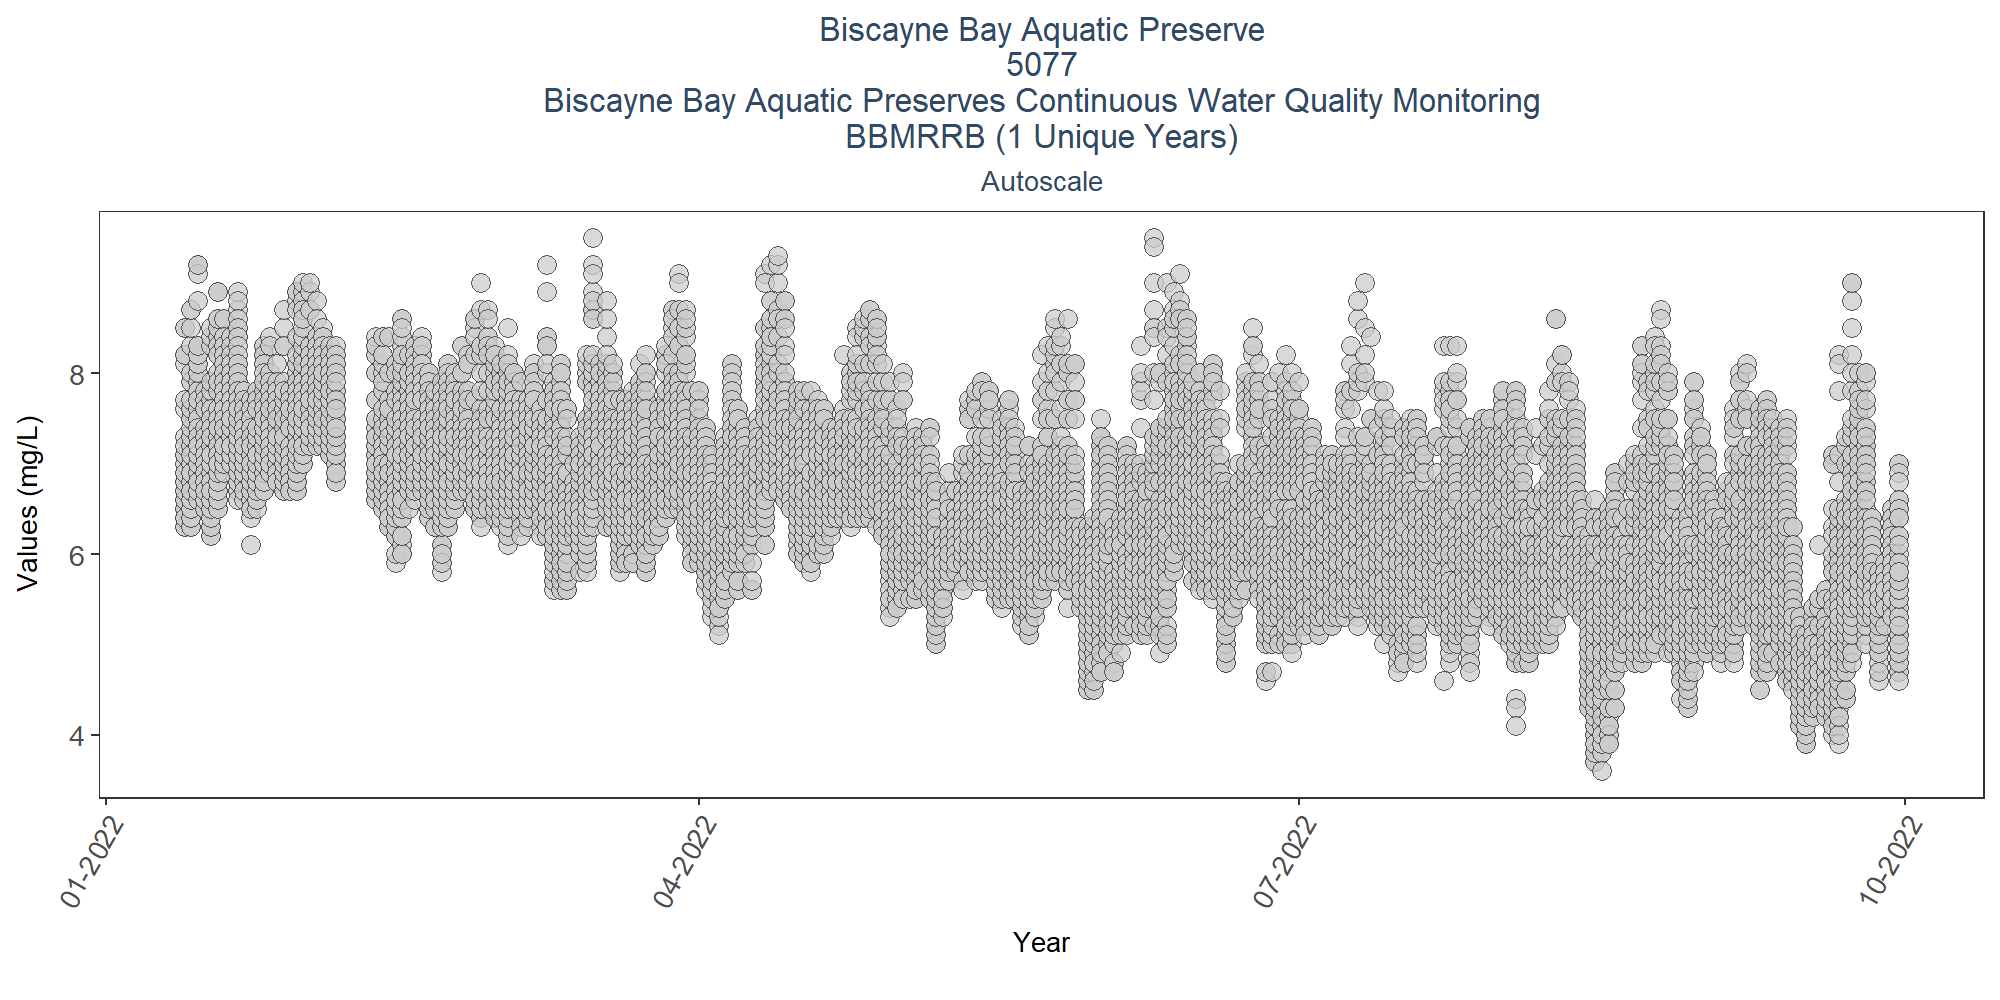 Biscayne Bay Aquatic Preserve
5077
Biscayne Bay Aquatic Preserves Continuous Water Quality Monitoring
BBMRRB (1 Unique Years)
Autoscale
Values (mg/L)
8
6
4
01-2022
04-2022
07-2022
10-2022
Year